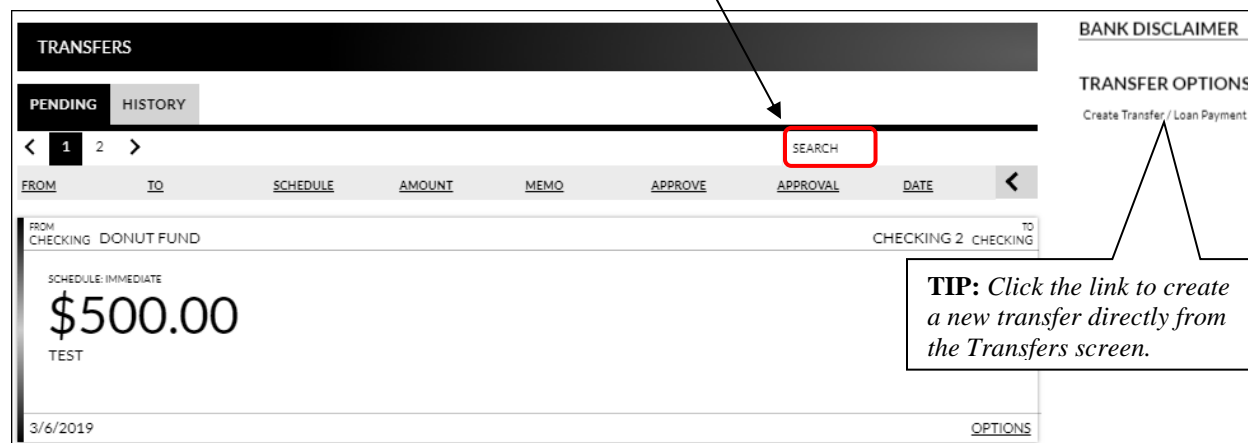 TRANSFERS
BANK DISCLAIMER
TRANSFER OPTIONS
Create Transfer / Loan Payment
PENDING HISTORY
1 2
SEARCH
FROM TO SCHEDULE AMOUNT MEMO APPROVE APPROVAL DATE
FROM
CHECKING DONUT FUND
TO
CHECKING 2 CHECKING
SCHEDULE: IMMEDIATE
$500.00
TEST
TIP: Click the link to create
a new transfer directly from
the Transfers screen.
3/6/2019 OPTIONS